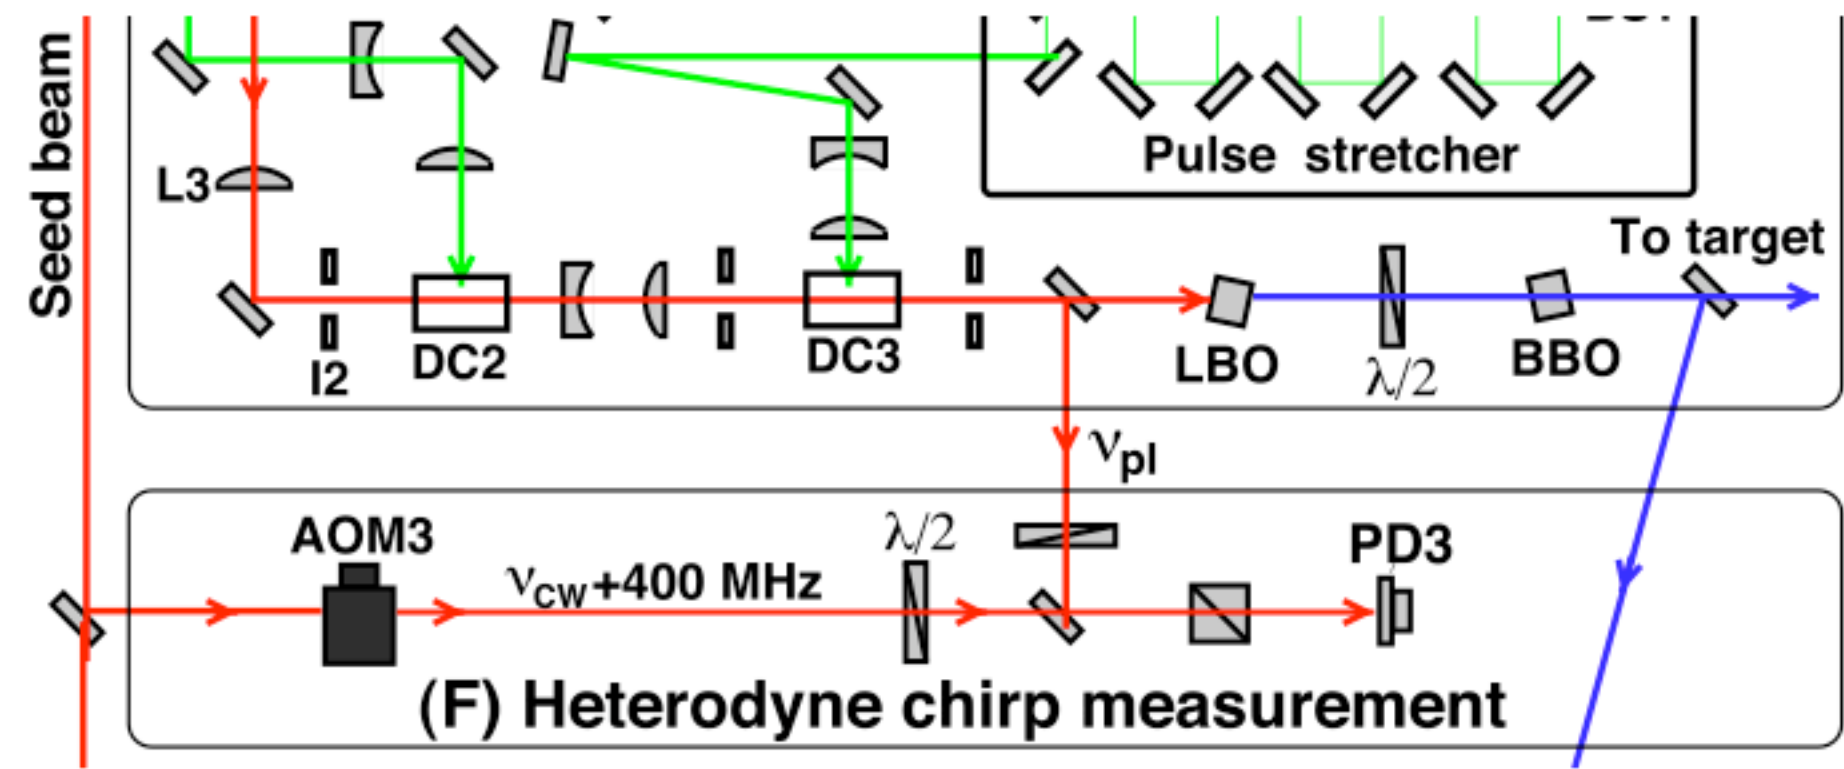 Seed beam
Pulse stretcher
L3
To target
I2
DC2
DC3
LBO
λ/2
BBO
νpl
AOM3
νCW+400 MHz
λ/2
PD3
(F) Heterodyne chirp measurement